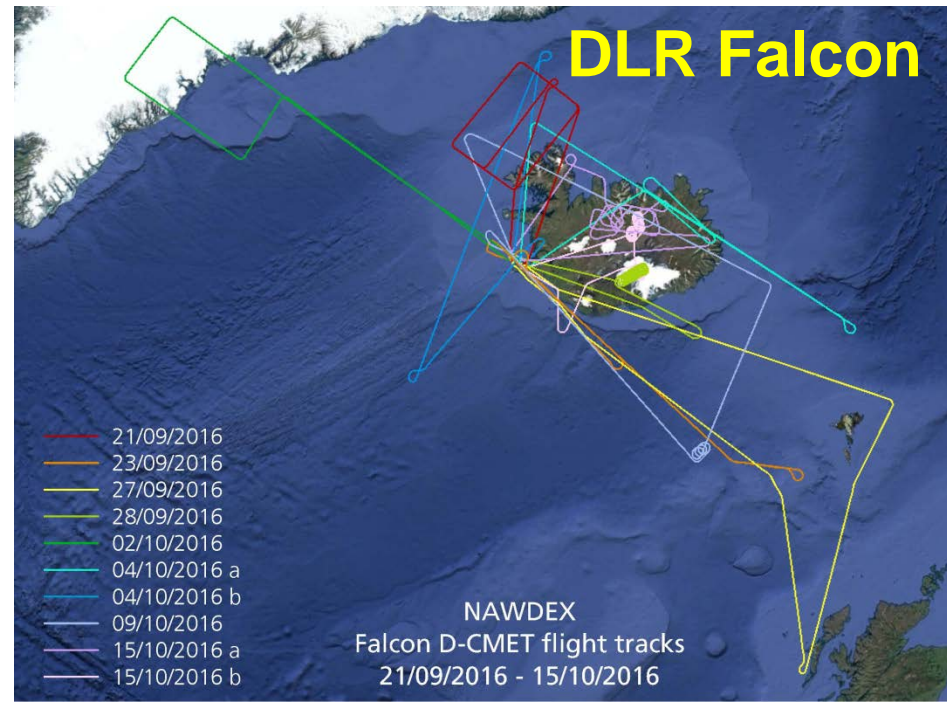 DLR Falcon
21/09/2016
23/09/2016
27/09/2016
28/09/2016
02/10/2016
04/10/2016 a
04/10/2016 b
09/10/2016
15/10/2016 a
15/10/2016 b
NAWDEX
Falcon D-CMET flight tracks
21/09/2016 - 15/10/2016